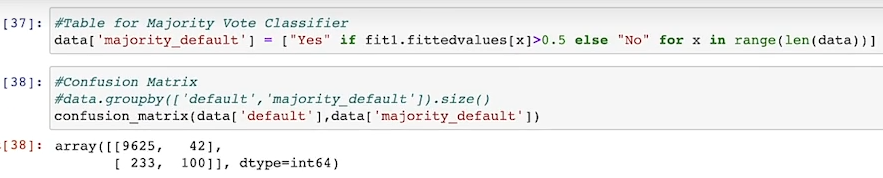 [37]: #Table for Majority Vote Classifier
data['majority_default'] = ["Yes" if fit1.fittedvalues[x]>0.5 else "No" for x in range(len(data))]
[38]: #Confusion Matrix
#data.groupby(['default','majority_default']).size()
confusion_matrix(data['default'],data['majority_default'])
[38]: array([[9625,   42],
[ 233,  100]], dtype=int64)